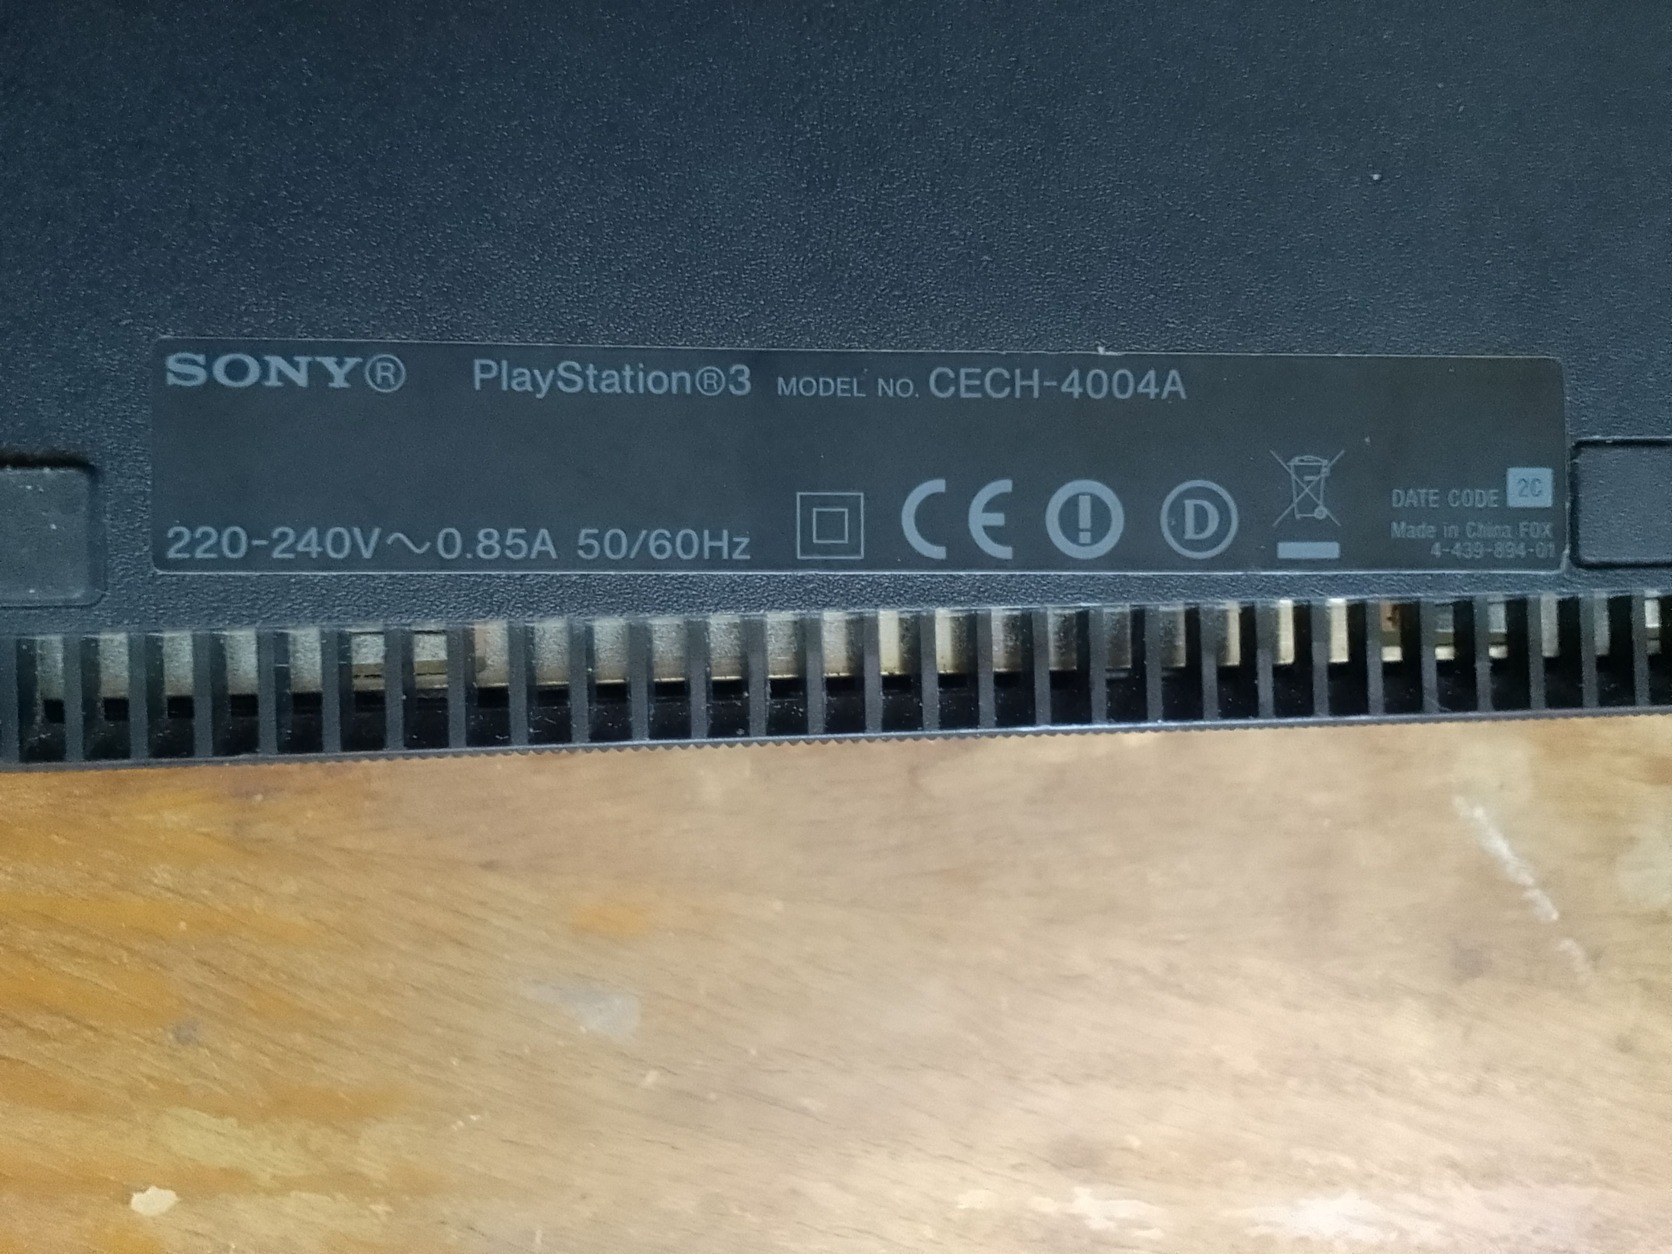 SONY® PlayStation®3 MODEL NO. CECH-4004A
220-240V～0.85A 50/60Hz CE D DATE CODE 2C
Made in China FOX
4-439-894-01